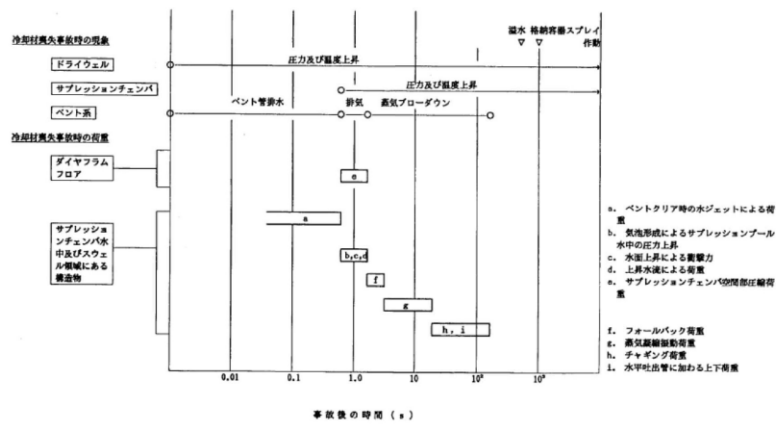 溢水 格納容器スプレイ
▽ ▽ 作動
冷却材喪失事故時の現象
ドライウェル
圧力及び温度上昇
サプレッションチェンバ
圧力及び温度上昇
ベント系
ベント管排水
排気
蒸気ブローダウン
冷却材喪失事故時の荷重
ダイヤフラム
フロア
e
サプレッショ
ンチェンバ水
中及びスウェ
ル領域にある
構造物
a
b,c,d
f
g
h, i
a. ベントクリア時の水ジェットによる荷
重
b. 気泡形成によるサプレッションプール
水中の圧力上昇
c. 水面上昇による衝撃力
d. 上昇水流による荷重
e. サプレッションチェンバ空間部圧縮荷
重
f. フォールバック荷重
g. 蒸気凝縮振動荷重
h. チャギング荷重
i. 水平吐出管に加わる上下荷重
0.01 0.1 1.0 10 10² 10³
事故後の時間 (s)